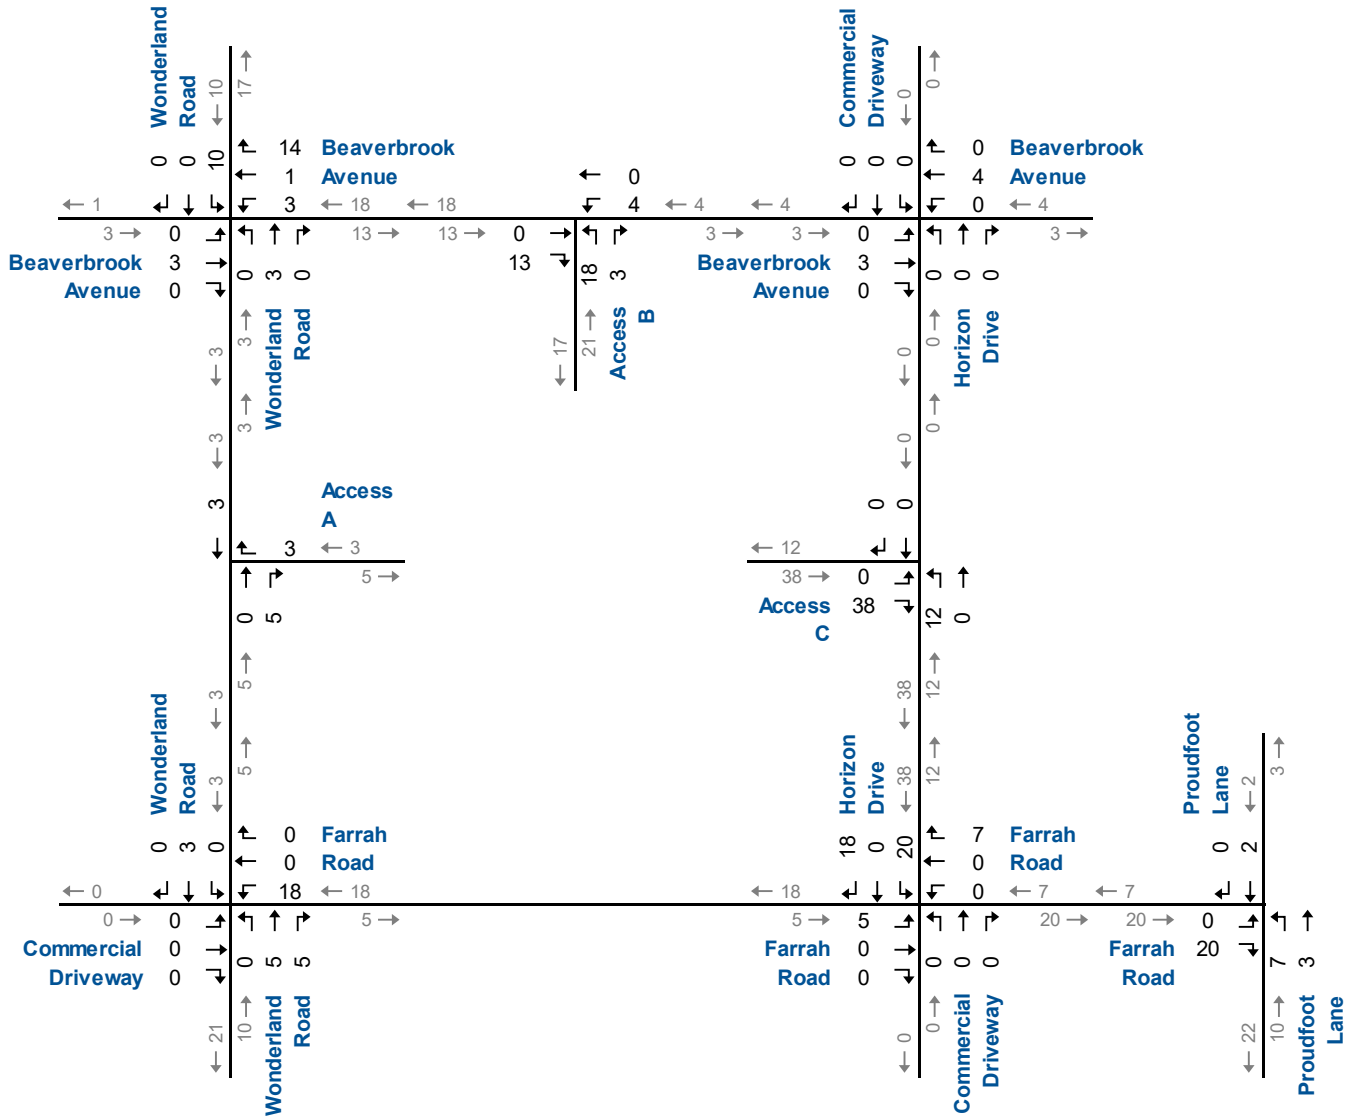 Wonderland
Road
← 10
17 →
Commercial
Driveway
← 0
0 →
0 0 10
14 Beaverbrook
1 Avenue
3
← 18 ← 18
← 0
4
← 4 ← 4
0 0 0
0 Beaverbrook
4 Avenue
0
← 4
← 1
3 →
0
Beaverbrook 3
Avenue 0
0 3 0
13 → 13 →
0
13
18 3
3 → 3 →
0
Beaverbrook 3
Avenue 0
0 0 0
3 →
Wonderland
Road
← 3
3 →
← 17
21 →
Access
B
Horizon
Drive
← 0
0 →
← 3
3 →
← 0
0 →
3
Access
A
3
← 3
5 →
0 5
0 0
← 12
38 →
0
Access 38
C
12 0
← 3
5 →
← 38
12 →
Wonderland
Road
← 3
5 →
Horizon
Drive
← 38
12 →
Proudfoot
Lane
← 2
3 →
0 3 0
0 Farrah
0 Road
18
← 18
18 0 20
7 Farrah
0 Road
0
← 7 ← 7
0 2
← 0
0 →
0
Commercial 0
Driveway 0
0 5 5
5 →
← 18
5 →
5
Farrah 0
Road 0
0 0 0
20 → 20 →
0
Farrah 20
Road
7 3
← 21
10 →
Wonderland
Road
← 0
0 →
Commercial
Driveway
← 22
10 →
Proudfoot
Lane